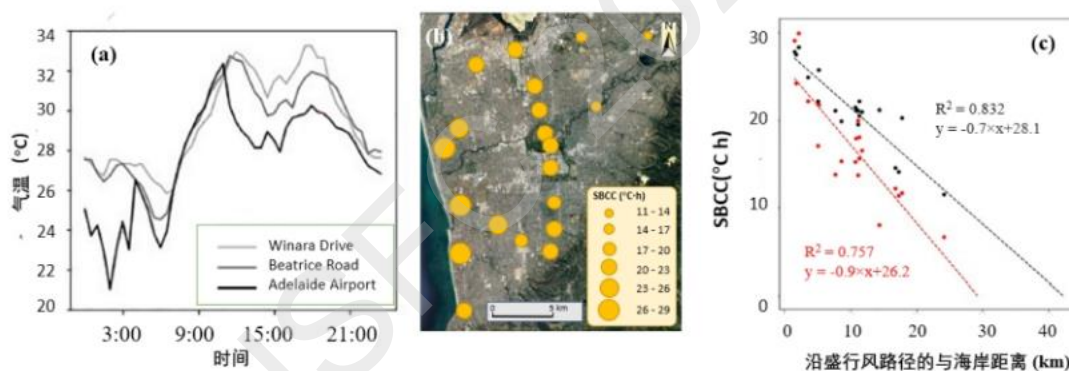 (a)
34
32
30
28
26
24
22
20
气温 (°C)
Winara Drive
Beatrice Road
Adelaide Airport
3:00 9:00 15:00 21:00
时间
(b)
N
SBCC (°C·h)
11 - 14
14 - 17
17 - 20
20 - 23
23 - 26
26 - 29
0 5 km
(c)
30
20
10
0
SBCC(°C h)
R² = 0.832
y = -0.7×x+28.1
R² = 0.757
y = -0.9×x+26.2
0 10 20 30 40
沿盛行风路径的与海岸距离 (km)